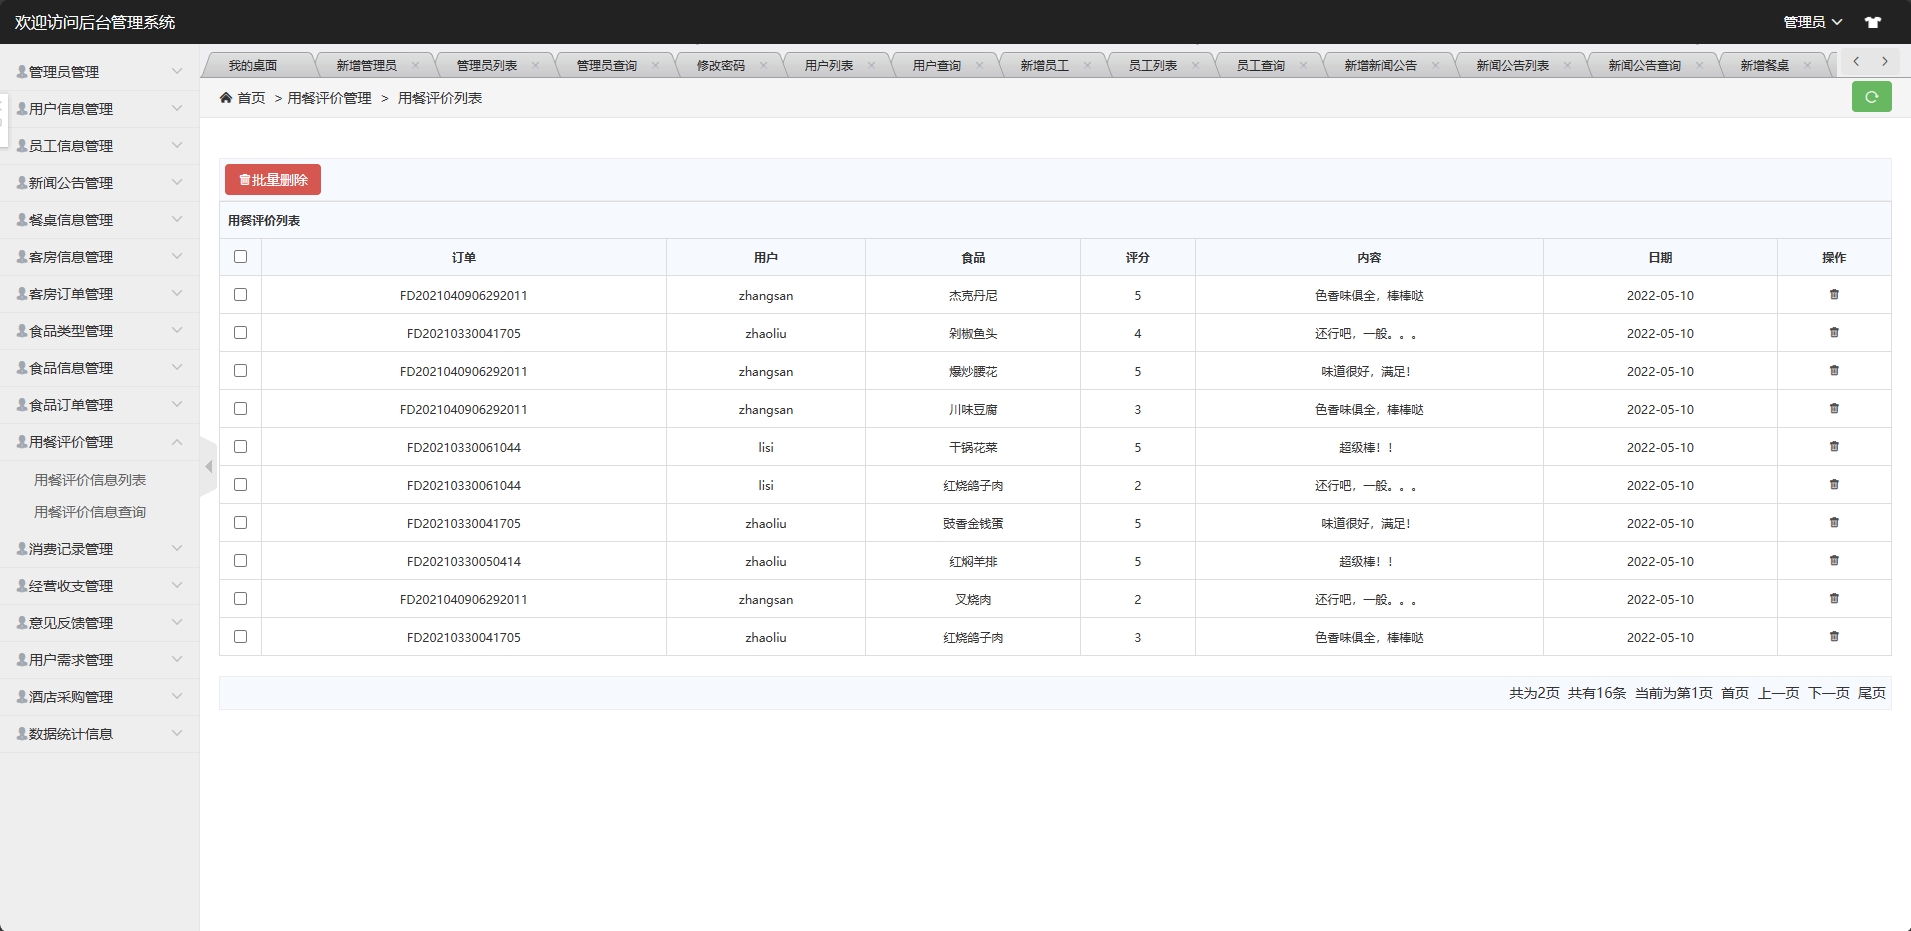 欢迎访问后台管理系统 管理员
我的桌面 新增管理员 管理员列表 管理员查询 修改密码 用户列表 用户查询 新增员工 员工列表 员工查询 新增新闻公告 新闻公告列表 新闻公告查询 新增餐桌
首页 > 用餐评价管理 > 用餐评价列表
管理员管理
用户信息管理
员工信息管理
新闻公告管理
餐桌信息管理
客房信息管理
客房订单管理
食品类型管理
食品信息管理
食品订单管理
用餐评价管理
用餐评价信息列表
用餐评价信息查询
消费记录管理
经营收支管理
意见反馈管理
用户需求管理
酒店采购管理
数据统计信息
批量删除
用餐评价列表
订单 用户 食品 评分 内容 日期 操作
FD2021040906292011 zhangsan 杰克丹尼 5 色香味俱全，棒棒哒 2022-05-10
FD20210330041705 zhaoliu 剁椒鱼头 4 还行吧，一般。。。 2022-05-10
FD2021040906292011 zhangsan 爆炒腰花 5 味道很好，满足！ 2022-05-10
FD2021040906292011 zhangsan 川味豆腐 3 色香味俱全，棒棒哒 2022-05-10
FD20210330061044 lisi 干锅花菜 5 超级棒！！ 2022-05-10
FD20210330061044 lisi 红烧鸽子肉 2 还行吧，一般。。。 2022-05-10
FD20210330041705 zhaoliu 豉香金钱蛋 5 味道很好，满足！ 2022-05-10
FD20210330050414 zhaoliu 红焖羊排 5 超级棒！！ 2022-05-10
FD2021040906292011 zhangsan 叉烧肉 2 还行吧，一般。。。 2022-05-10
FD20210330041705 zhaoliu 红烧鸽子肉 3 色香味俱全，棒棒哒 2022-05-10
共为2页 共有16条 当前为第1页 首页 上一页 下一页 尾页